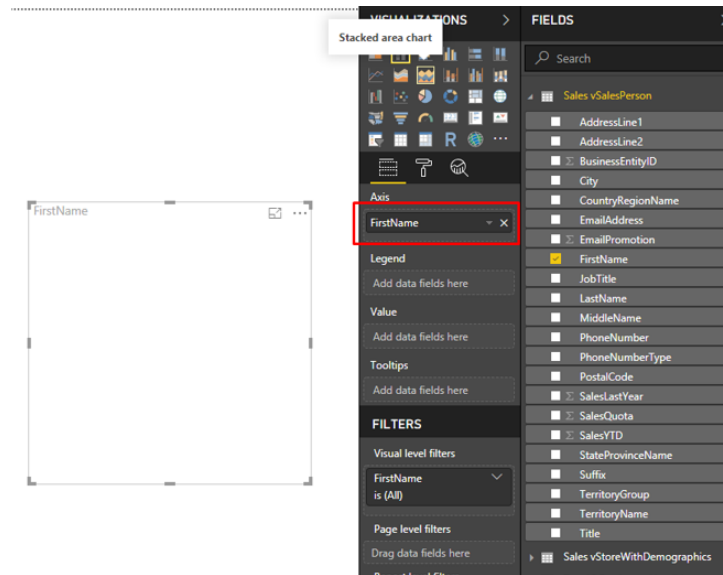 VISUALIZATIONS
Stacked area chart
R
FirstName
Axis
FirstName
Legend
Add data fields here
Value
Add data fields here
Tooltips
Add data fields here
FILTERS
Visual level filters
FirstName
is (All)
Page level filters
Drag data fields here
FIELDS
Search
Sales vSalesPerson
AddressLine1
AddressLine2
Σ BusinessEntityID
City
CountryRegionName
EmailAddress
Σ EmailPromotion
FirstName
JobTitle
LastName
MiddleName
PhoneNumber
PhoneNumberType
PostalCode
Σ SalesLastYear
Σ SalesQuota
Σ SalesYTD
StateProvinceName
Suffix
TerritoryGroup
TerritoryName
Title
Sales vStoreWithDemographics